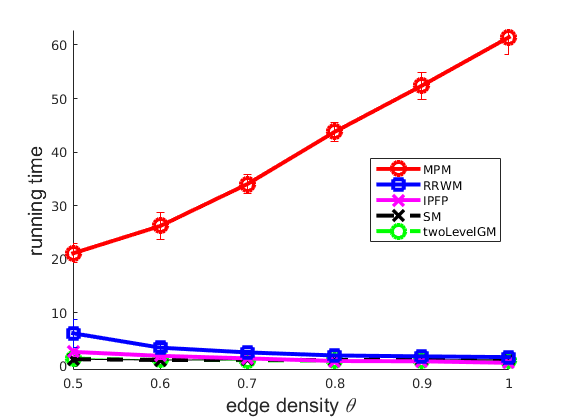 60
50
40
30
20
10
0
running time
MPM
RRWM
IPFP
SM
twoLevelGM
0.5 0.6 0.7 0.8 0.9 1
edge density θ